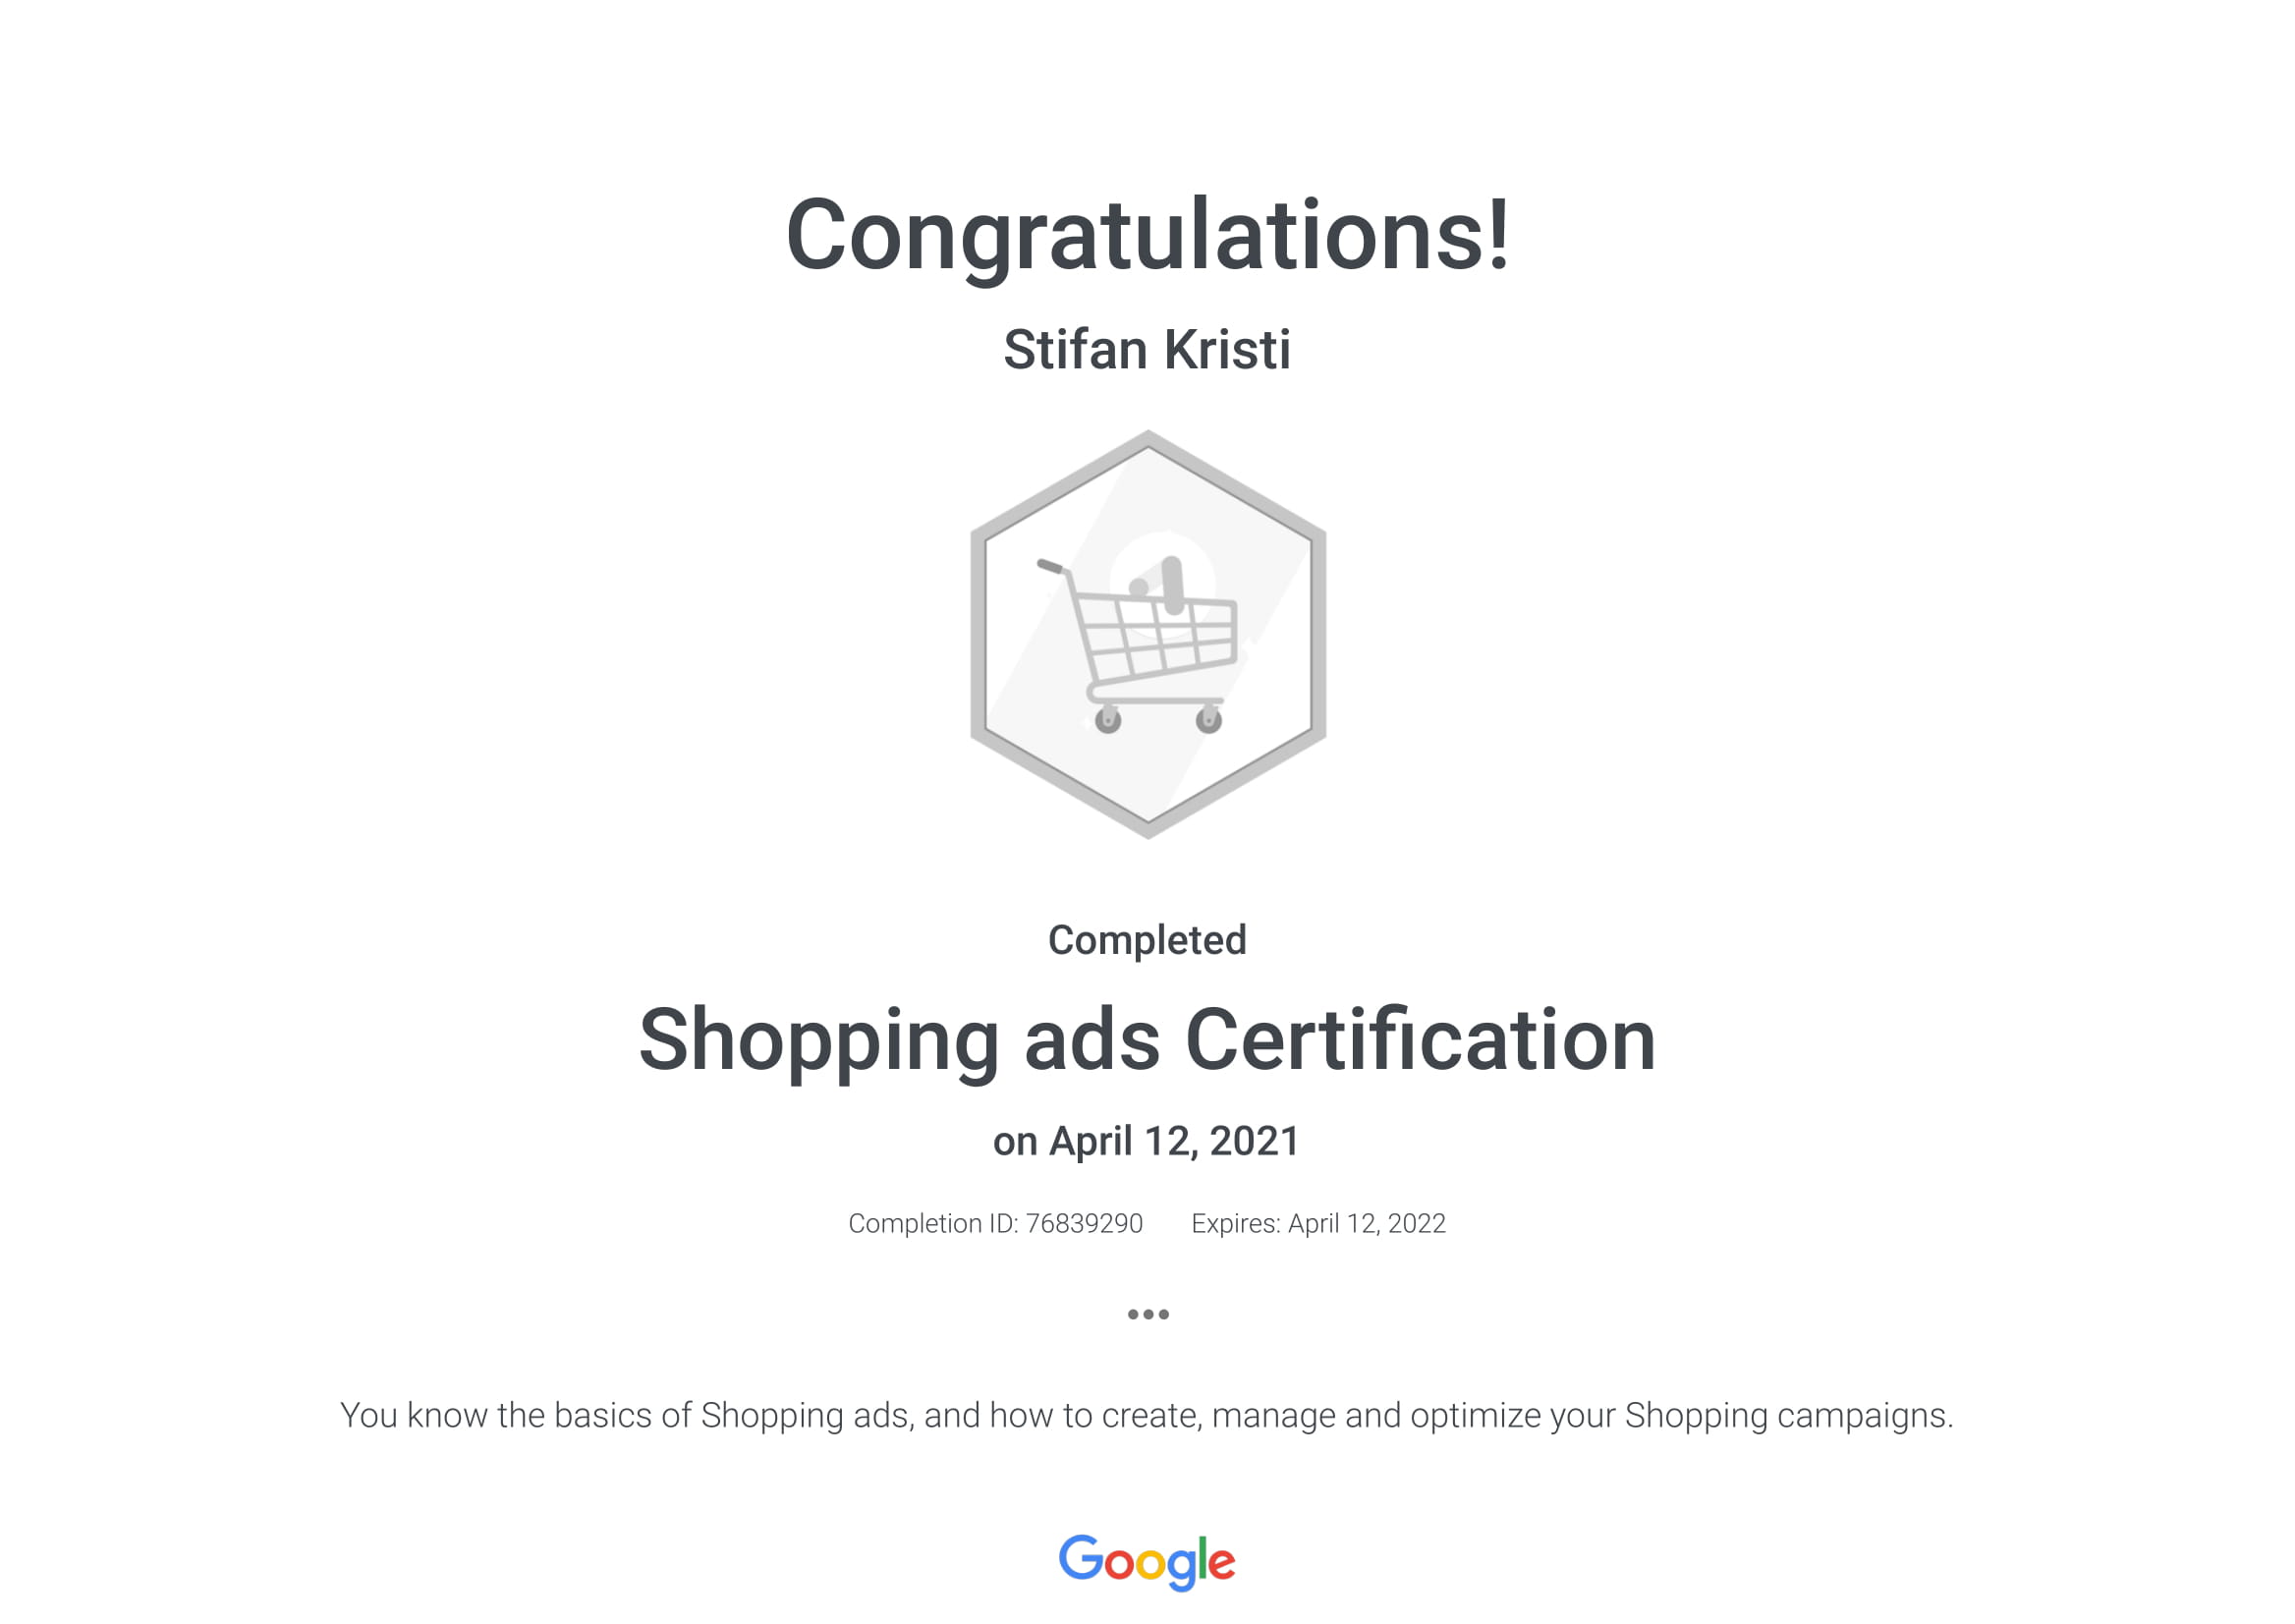 Congratulations!
Stifan Kristi
Completed
Shopping ads Certification
on April 12, 2021
Completion ID: 76839290 Expires: April 12, 2022
•••
You know the basics of Shopping ads, and how to create, manage and optimize your Shopping campaigns.
Google